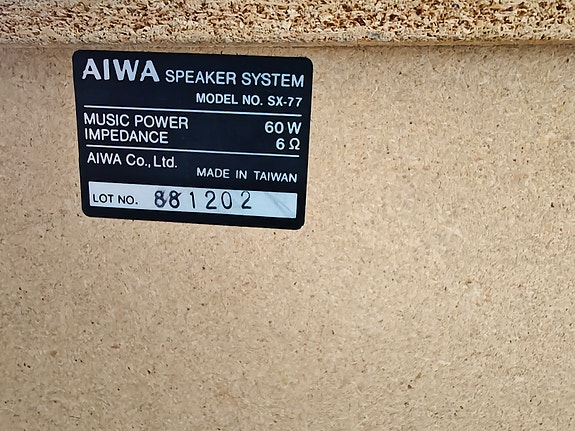 AIWA SPEAKER SYSTEM
MODEL NO. SX-77
MUSIC POWER 60 W
IMPEDANCE 6 Ω
AIWA Co., Ltd.
MADE IN TAIWAN
LOT NO. 881202